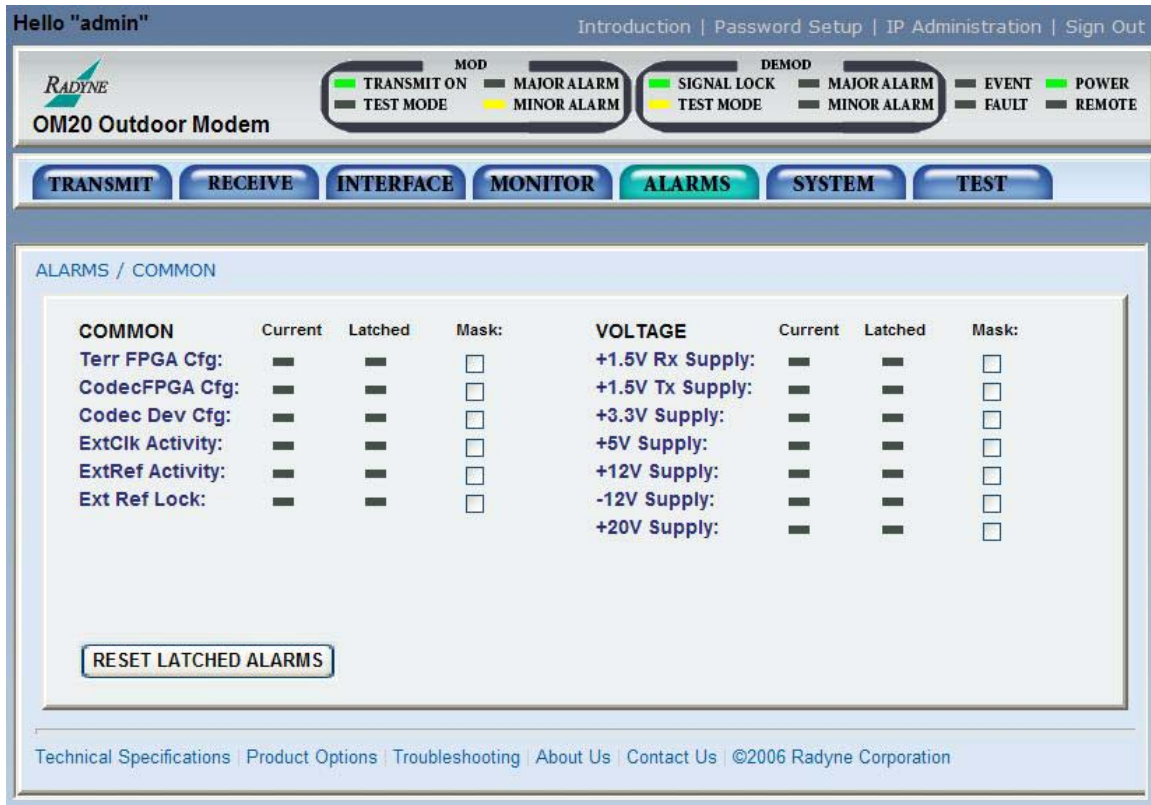 Hello "admin"
Introduction | Password Setup | IP Administration | Sign Out
RADYNE
OM20 Outdoor Modem
MOD
TRANSMIT ON MAJOR ALARM
TEST MODE MINOR ALARM
DEMOD
SIGNAL LOCK MAJOR ALARM
TEST MODE MINOR ALARM
EVENT POWER
FAULT REMOTE
TRANSMIT RECEIVE INTERFACE MONITOR ALARMS SYSTEM TEST
ALARMS / COMMON
COMMON Current Latched Mask:
Terr FPGA Cfg:
CodecFPGA Cfg:
Codec Dev Cfg:
ExtClk Activity:
ExtRef Activity:
Ext Ref Lock:
VOLTAGE Current Latched Mask:
+1.5V Rx Supply:
+1.5V Tx Supply:
+3.3V Supply:
+5V Supply:
+12V Supply:
-12V Supply:
+20V Supply:
RESET LATCHED ALARMS
Technical Specifications | Product Options | Troubleshooting | About Us | Contact Us | ©2006 Radyne Corporation